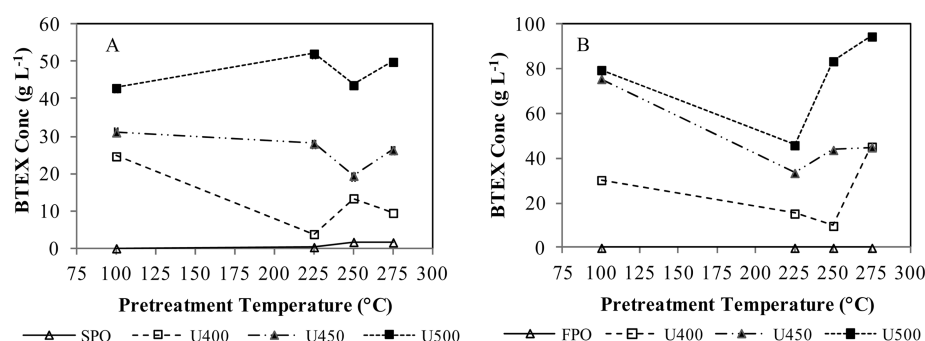 A
BTEX Conc (g L-1)
60
50
40
30
20
10
0
75 100 125 150 175 200 225 250 275 300
Pretreatment Temperature (°C)
SPO U400 U450 U500
B
BTEX Conc (g L-1)
100
80
60
40
20
0
75 100 125 150 175 200 225 250 275 300
Pretreatment Temperature (°C)
FPO U400 U450 U500